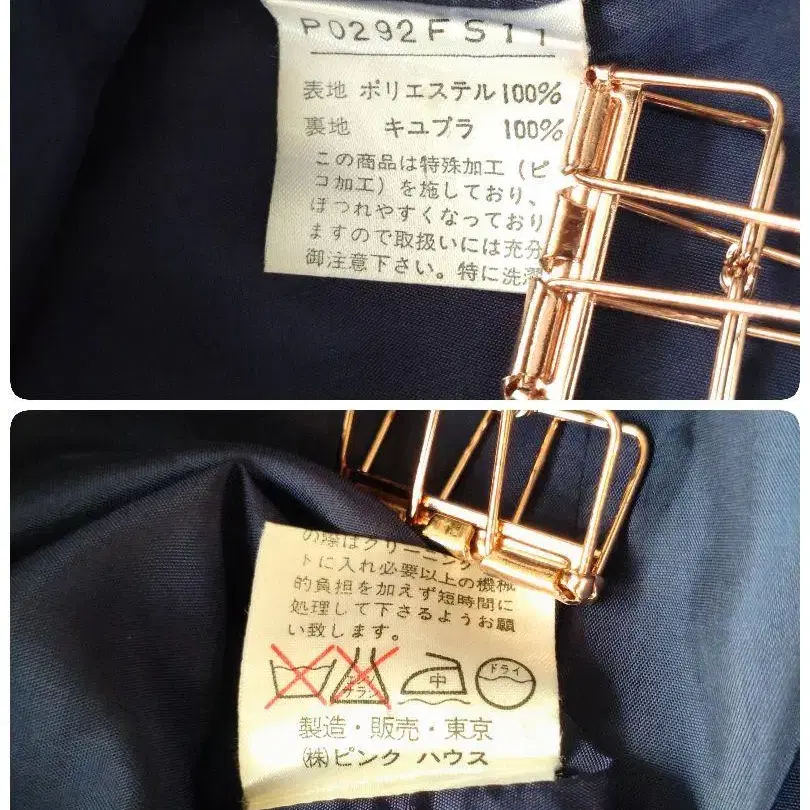 P0292FS11
表地 ポリエステル100%
裏地 キユプラ 100%
この商品は特殊加工(ピ
コ加工)を施しており、
ほつれやすくなっており
ますので取扱いには充分
御注意下さい。特に洗濯
の際はクリーニング
トに入れ必要以上の機械
的負担を加えず短時間に
処理して下さるようお願
い致します。
エンソ
サラシ
中
ドライ
製造・販売・東京
(株)ピンク ハウス